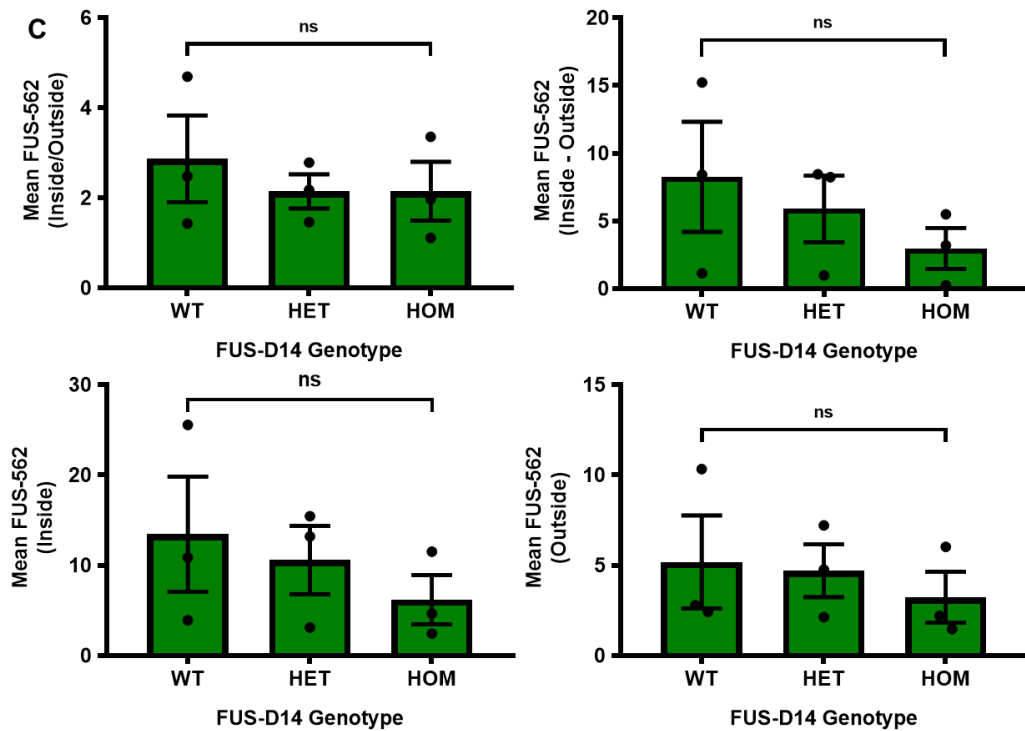 C
Mean FUS-562
(Inside/Outside)
6
4
2
0
ns
WT HET HOM
FUS-D14 Genotype
Mean FUS-562
(Inside - Outside)
20
15
10
5
0
ns
WT HET HOM
FUS-D14 Genotype
Mean FUS-562
(Inside)
30
20
10
0
ns
WT HET HOM
FUS-D14 Genotype
Mean FUS-562
(Outside)
15
10
5
0
ns
WT HET HOM
FUS-D14 Genotype